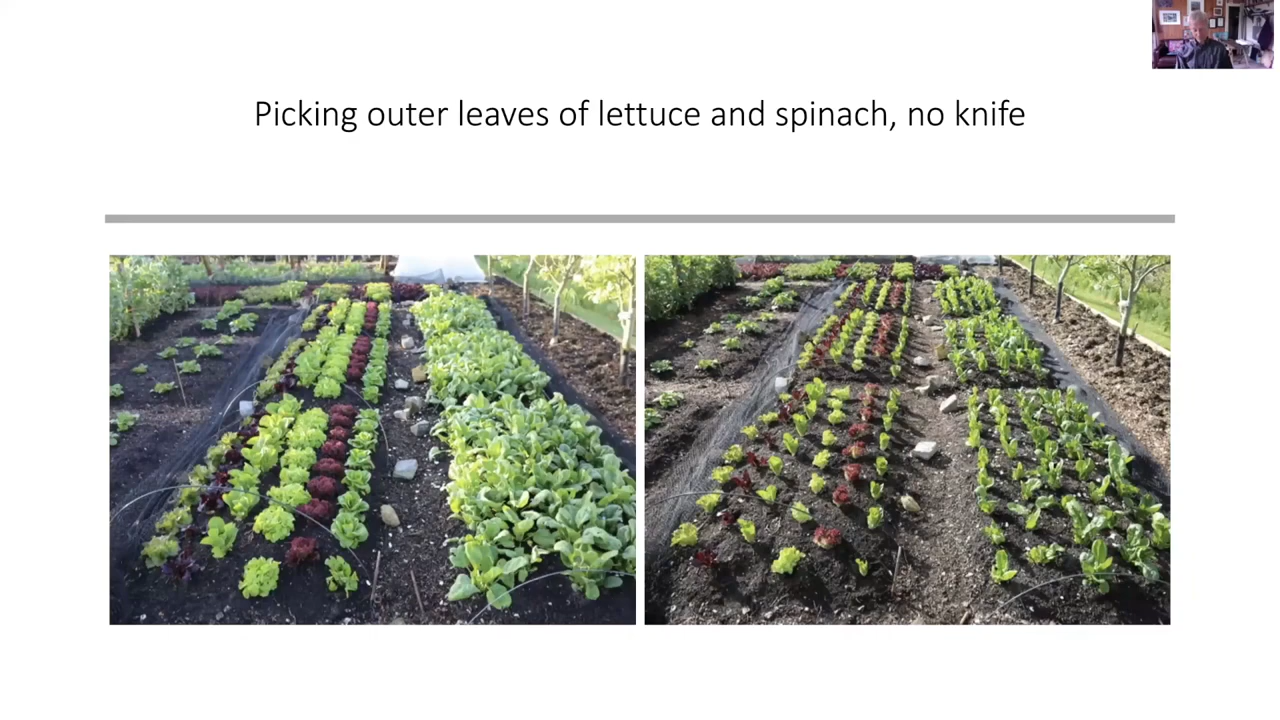 Picking outer leaves of lettuce and spinach, no knife